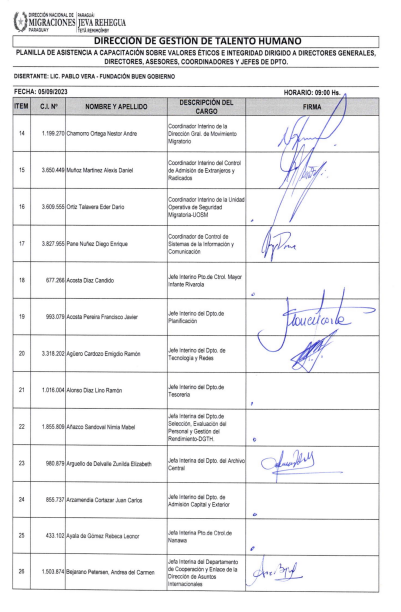 DIRECCIÓN NACIONAL DE
MIGRACIONES
PARAGUAY
PARAGUÁI
JEVA REHEGUA
TETÃ REMIMOĨMBY
DIRECCIÓN DE GESTIÓN DE TALENTO HUMANO
PLANILLA DE ASISTENCIA A CAPACITACIÓN SOBRE VALORES ÉTICOS E INTEGRIDAD DIRIGIDO A DIRECTORES GENERALES,
DIRECTORES, ASESORES, COORDINADORES Y JEFES DE DPTO.
DISERTANTE: LIC. PABLO VERA - FUNDACIÓN BUEN GOBIERNO
FECHA: 05/09/2023 HORARIO: 09:00 Hs.
ITEM C.I. Nº NOMBRE Y APELLIDO DESCRIPCIÓN DEL CARGO FIRMA
14 1.199.270 Chamorro Ortega Nestor Andre Coordinador Interino de la
Dirección Gral. de Movimiento
Migratorio
15 3.650.449 Muñoz Martinez Alexis Daniel Coordinador Interino del Control
de Admisión de Extranjeros y
Radicados
16 3.609.555 Ortiz Talavera Eder Dario Coordinador Interino de la Unidad
Operativa de Seguridad
Migratoria-UOSM
17 3.827.955 Pana Nuñez Diego Enrique Coordinador de Control de
Sistemas de la Información y
Comunicación
18 677.266 Acosta Diaz Candido Jefe Interino Pto.de Ctrol. Mayor
Infante Rivarola
19 993.079 Acosta Pereira Francisco Javier Jefe Interino del Dpto.de
Planificación
20 3.318.202 Agüero Cardozo Emigdio Ramón Jefe Interino del Dpto. de
Tecnología y Redes
21 1.016.004 Alonso Diaz Lino Ramón Jefe Interino del Dpto.de
Tesoreria
22 1.855.809 Añazco Sandoval Nimia Mabel Jefa Interina del Dpto.de
Selección, Evaluación del
Personal y Gestión del
Rendimiento-DGTH.
23 980.879 Arguello de Delvalle Zunilda Elizabeth Jefa Interina del Dpto. del Archivo
Central
24 855.737 Arzamendia Cortazar Juan Carlos Jefe Interino del Dpto. de
Admisión Capital y Exterior
25 433.102 Ayala de Gómez Rebeca Leonor Jefa Interina Pto.de Ctrol.de
Nanawa
26 1.503.874 Bejarano Petersen, Andrea del Carmen Jefa Interina del Departamento
de Cooperación y Enlace de la
Dirección de Asuntos
Internacionales